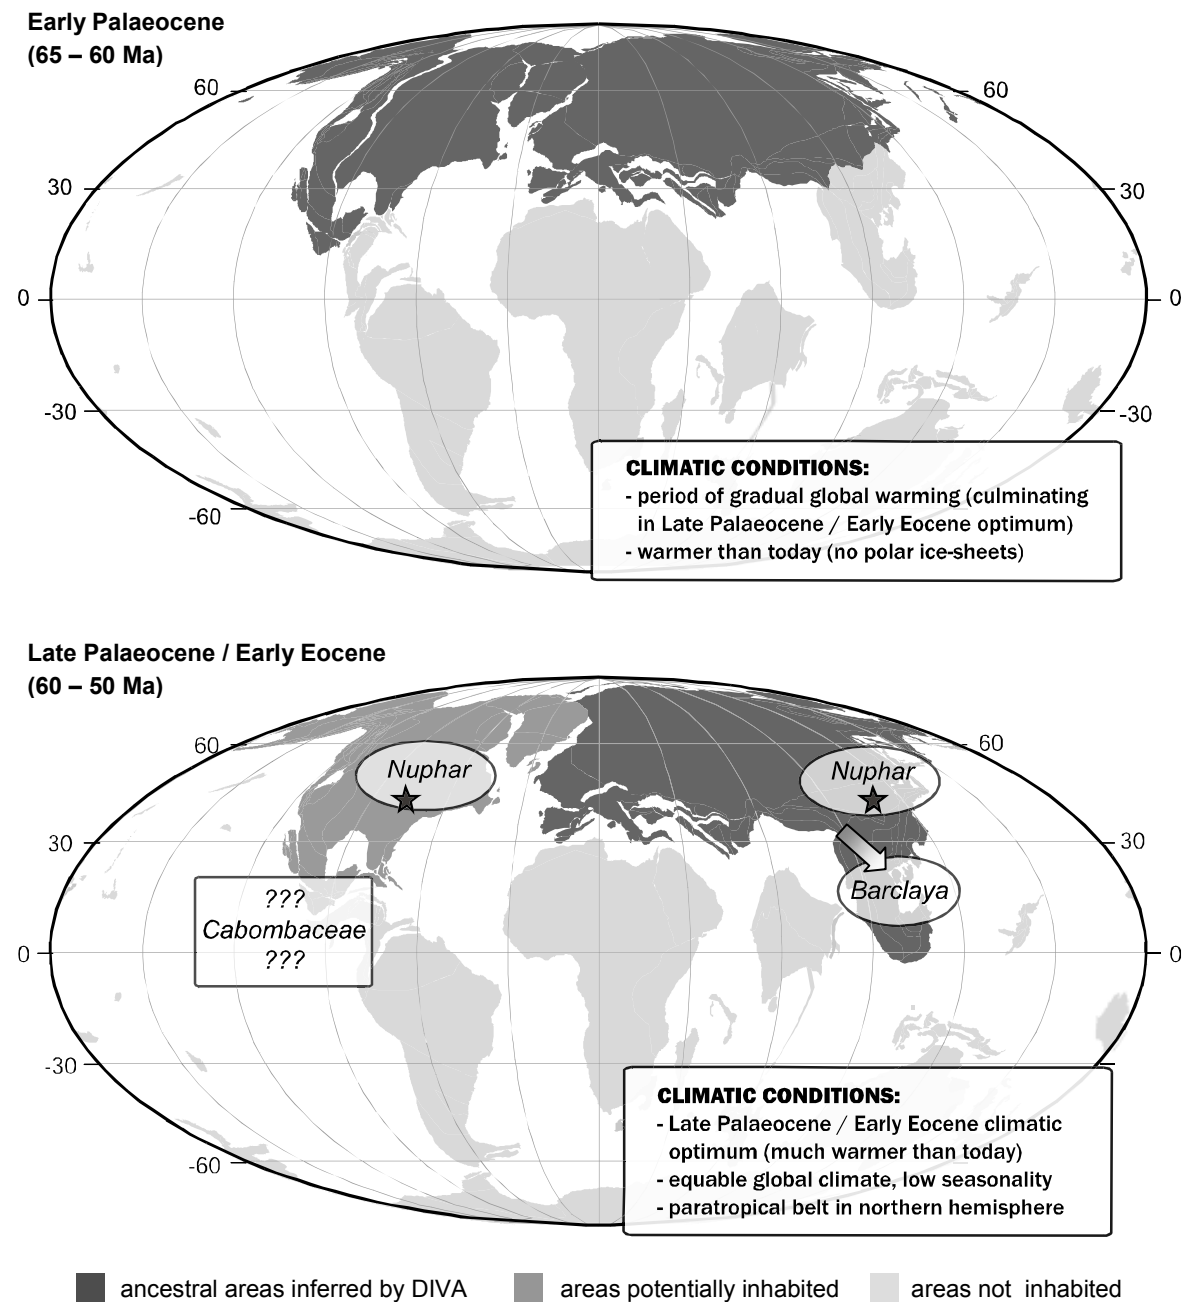 Early Palaeocene
(65 – 60 Ma)
60
60
30
30
0
0
-30
-30
-60
CLIMATIC CONDITIONS:
- period of gradual global warming (culminating
in Late Palaeocene / Early Eocene optimum)
- warmer than today (no polar ice-sheets)
Late Palaeocene / Early Eocene
(60 – 50 Ma)
60
60
Nuphar
Nuphar
30
30
Barclaya
???
Cabombaceae
???
0
0
-30
-60
CLIMATIC CONDITIONS:
- Late Palaeocene / Early Eocene climatic
optimum (much warmer than today)
- equable global climate, low seasonality
- paratropical belt in northern hemisphere
ancestral areas inferred by DIVA
areas potentially inhabited
areas not inhabited